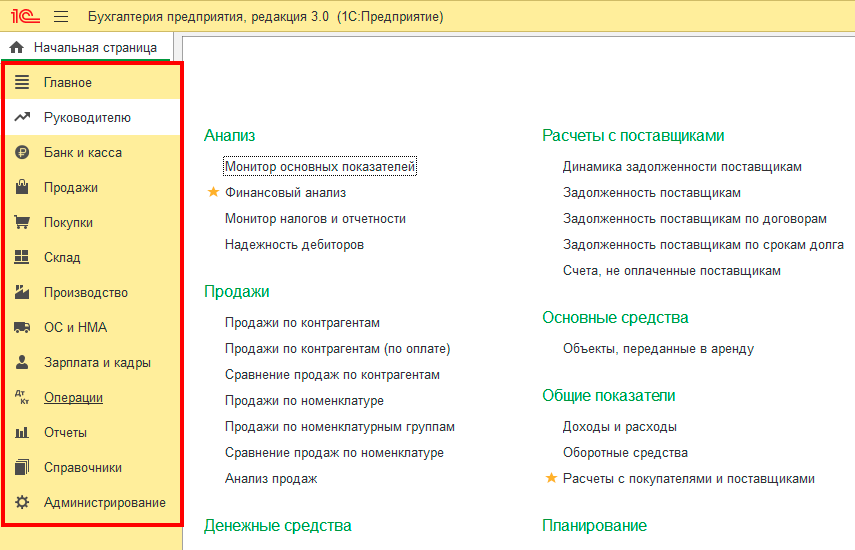 1С Бухгалтерия предприятия, редакция 3.0 (1С:Предприятие)
Начальная страница
Главное
Руководителю
Банк и касса
Продажи
Покупки
Склад
Производство
ОС и НМА
Зарплата и кадры
Дт
Кт
Операции
Отчеты
Справочники
Администрирование
Анализ
Монитор основных показателей
Финансовый анализ
Монитор налогов и отчетности
Надежность дебиторов
Продажи
Продажи по контрагентам
Продажи по контрагентам (по оплате)
Сравнение продаж по контрагентам
Продажи по номенклатуре
Продажи по номенклатурным группам
Сравнение продаж по номенклатуре
Анализ продаж
Денежные средства
Расчеты с поставщиками
Динамика задолженности поставщикам
Задолженность поставщикам
Задолженность поставщикам по договорам
Задолженность поставщикам по срокам долга
Счета, не оплаченные поставщикам
Основные средства
Объекты, переданные в аренду
Общие показатели
Доходы и расходы
Оборотные средства
Расчеты с покупателями и поставщиками
Планирование